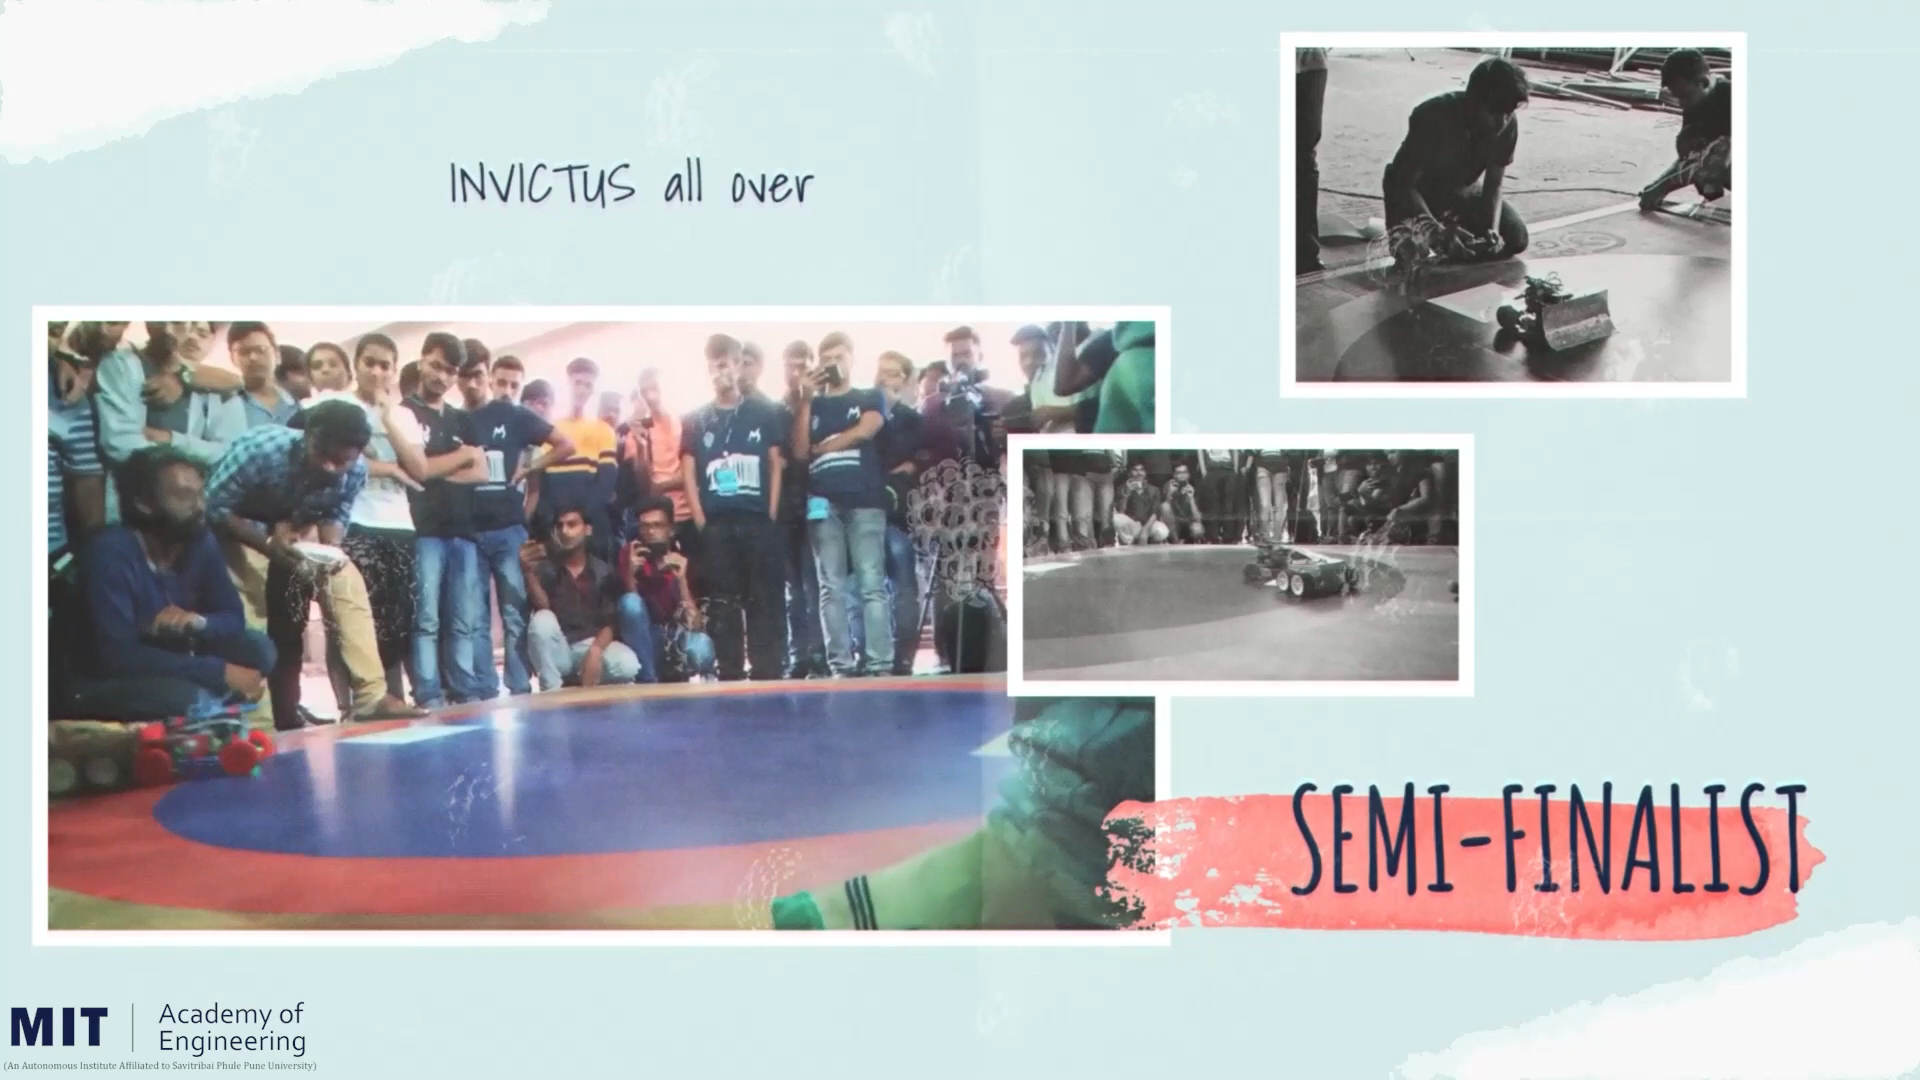 INVICTUS all over
SEMI-FINALIST
MIT
Academy of
Engineering
(An Autonomous Institute Affiliated to Savitribai Phule Pune University)